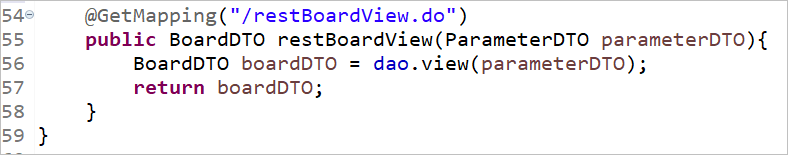 54 @GetMapping("/restBoardView.do")
55 public BoardDTO restBoardView(ParameterDTO parameterDTO){
56 BoardDTO boardDTO = dao.view(parameterDTO);
57 return boardDTO;
58 }
59 }